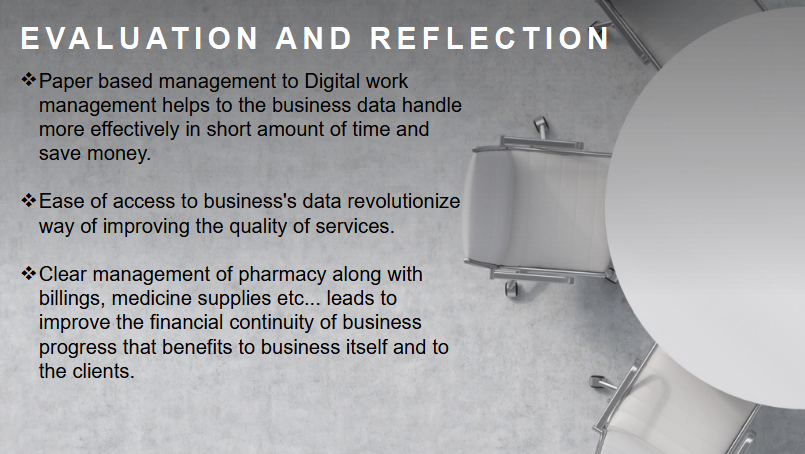 EVALUATION AND REFLECTION
❖Paper based management to Digital work
management helps to the business data handle
more effectively in short amount of time and
save money.
❖Ease of access to business's data revolutionize
way of improving the quality of services.
❖Clear management of pharmacy along with
billings, medicine supplies etc... leads to
improve the financial continuity of business
progress that benefits to business itself and to
the clients.